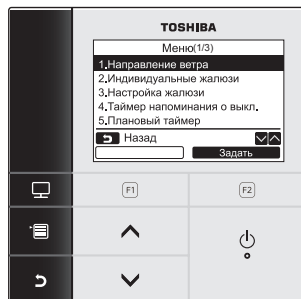 TOSHIBA
Меню(1/3)
1.Направление ветра
2.Индивидуальные жалюзи
3.Настройка жалюзи
4.Таймер напоминания о выкл.
5.Плановый таймер
Назад
Задать
F1 F2